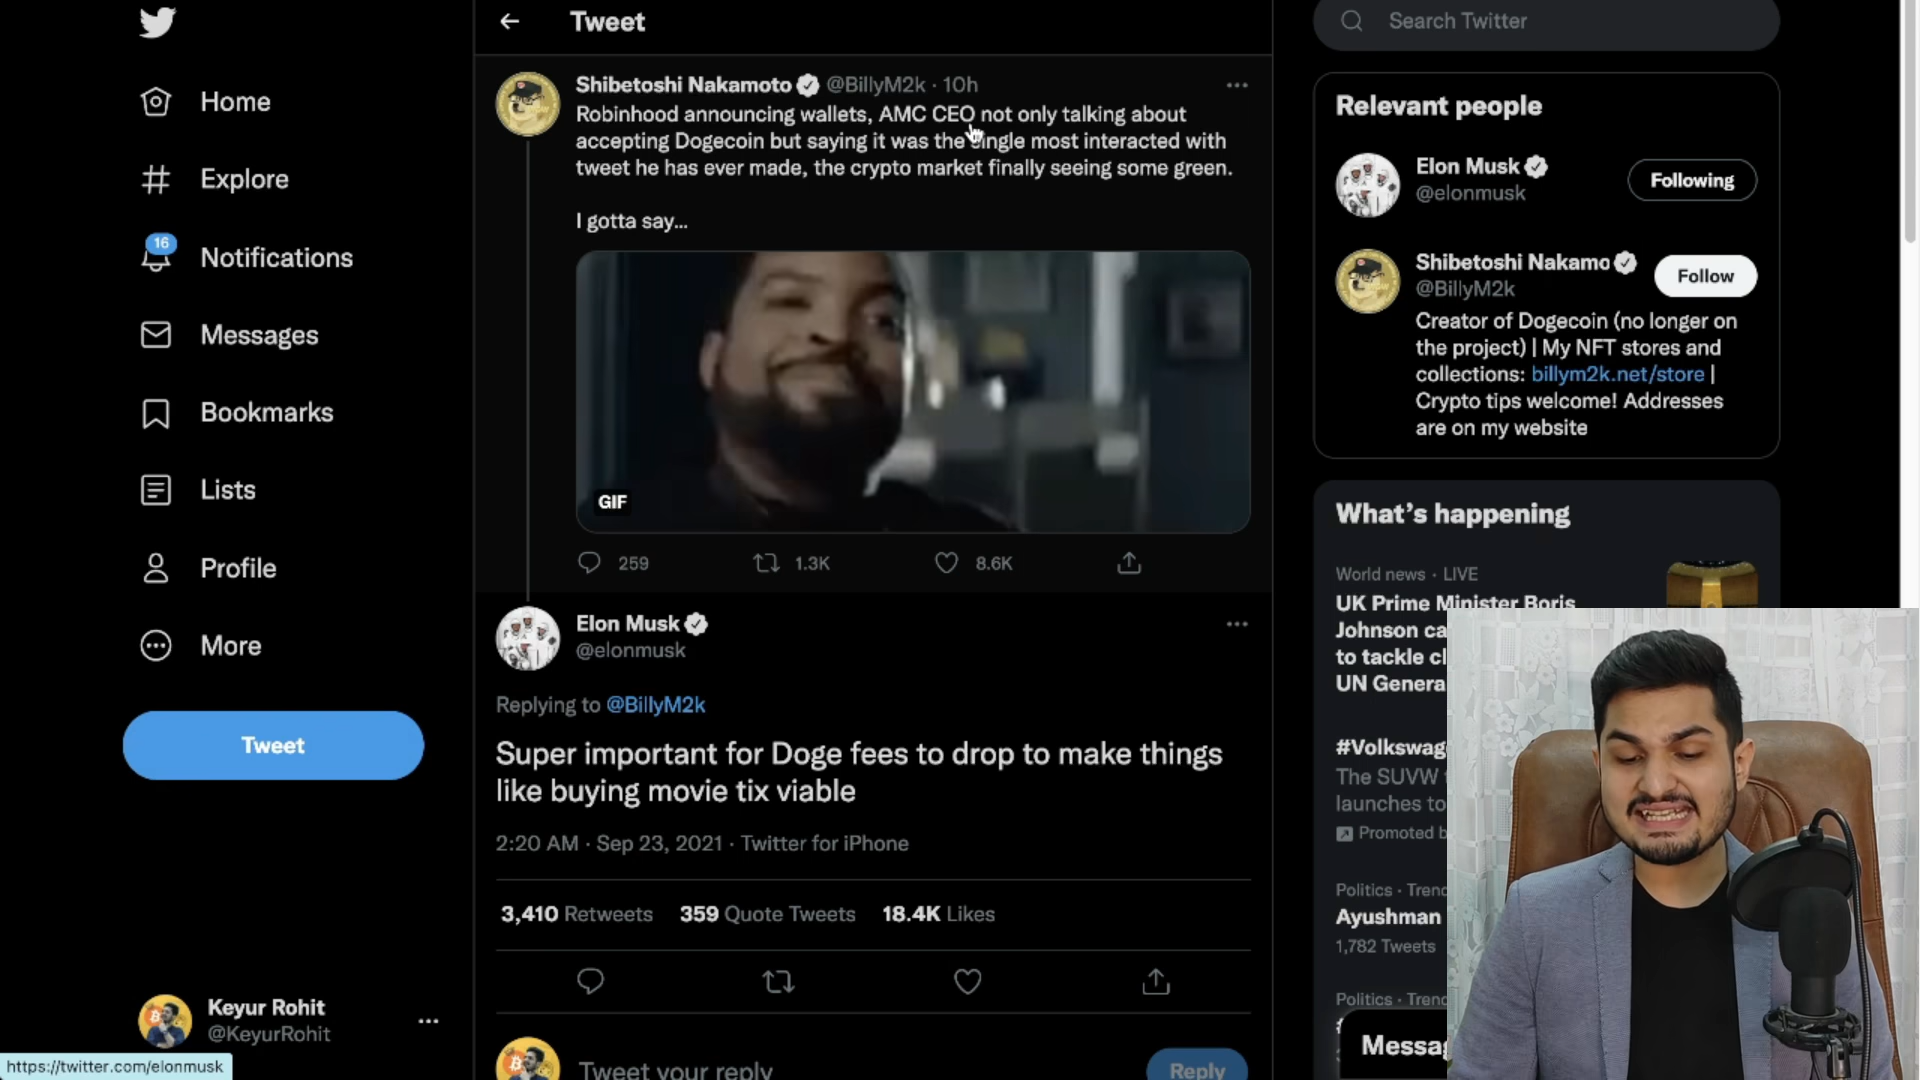 Home
Explore
16
Notifications
Messages
Bookmarks
Lists
Profile
More
Tweet
Keyur Rohit
@KeyurRohit
https://twitter.com/elonmusk
Tweet
Shibetoshi Nakamoto @BillyM2k · 10h
Robinhood announcing wallets, AMC CEO not only talking about
accepting Dogecoin but saying it was the single most interacted with
tweet he has ever made, the crypto market finally seeing some green.
I gotta say...
GIF
259 1.3K 8.6K
Elon Musk
@elonmusk
Replying to @BillyM2k
Super important for Doge fees to drop to make things
like buying movie tix viable
2:20 AM · Sep 23, 2021 · Twitter for iPhone
3,410 Retweets 359 Quote Tweets 18.4K Likes
Tweet your reply
Reply
Search Twitter
Relevant people
Elon Musk
@elonmusk
Following
Shibetoshi Nakamo
@BillyM2k
Follow
Creator of Dogecoin (no longer on
the project) | My NFT stores and
collections: billym2k.net/store |
Crypto tips welcome! Addresses
are on my website
What's happening
World news · LIVE
UK Prime Minister Boris
Johnson ca
to tackle cl
UN Genera
#Volkswag
The SUVW
launches to
Promoted b
Politics · Trend
Ayushman
1,782 Tweets
Politics · Trend
Messag